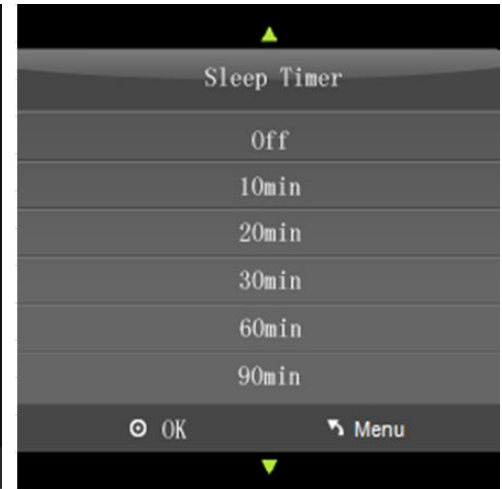 Sleep Timer
Off
10min
20min
30min
60min
90min
OK Menu